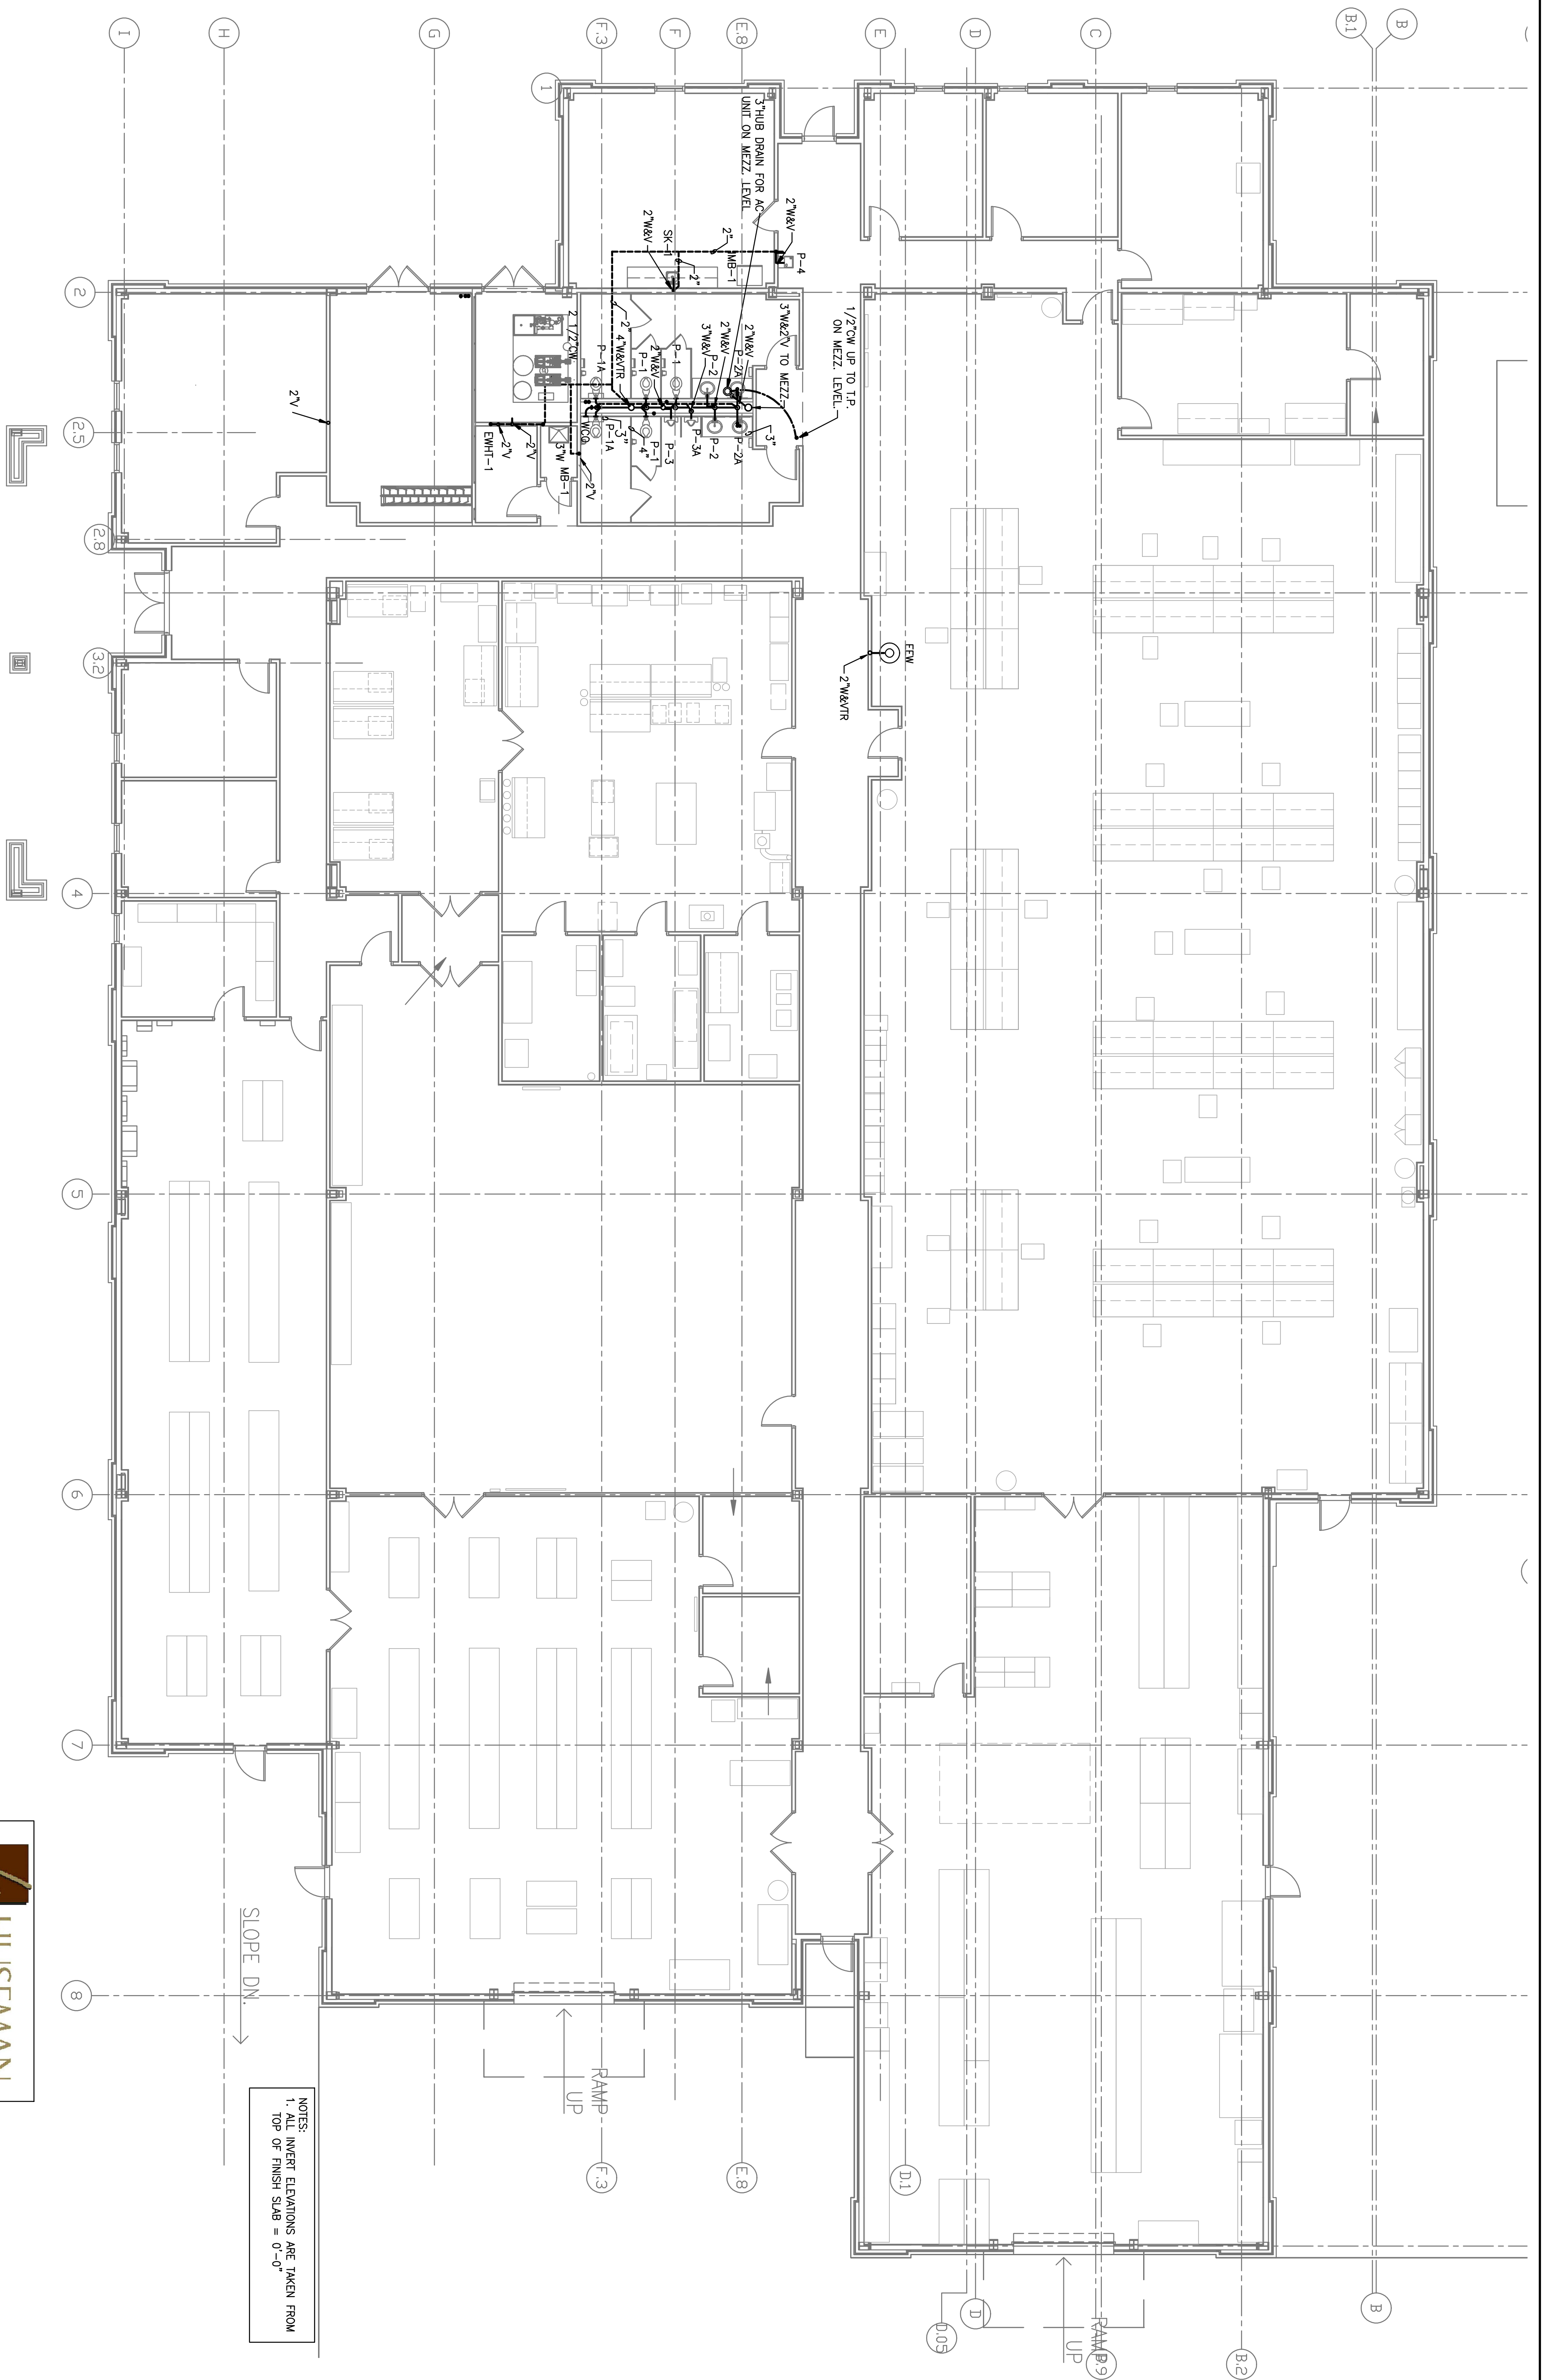 B
B.1
C
D
E
E.8
F
F.3
G
H
I
1
2
2.5
2.8
3.2
4
5
6
7
8
3"HUB DRAIN FOR AC
UNIT ON MEZZ. LEVEL
2"W&V
P-4
2"
MB-1
2"
SK-1
2"W&V
1/2"CW UP TO T.P.
ON MEZZ. LEVEL.
3"W&2"V TO MEZZ
2"W&V
2"W&V
3"W&V
P-2A
P-2
P-1
2"W&V
P-1
4"W&VTR
2"
P-1A
2 1/2"CW
3"
P-2A
P-2
P-3A
P-3
P-1
4"
3"
P-1A
WCO
2"V
MB-1
3"W
2"V
2"V
EWHT-1
2"V
EEW
2"W&VTR
SLOPE DN.
RAMP
UP
F.3
E.8
D.1
D.05
D
RAMP
UP
B.2
B
NOTES:
1. ALL INVERT ELEVATIONS ARE TAKEN FROM
TOP OF FINISH SLAB = 0'-0"